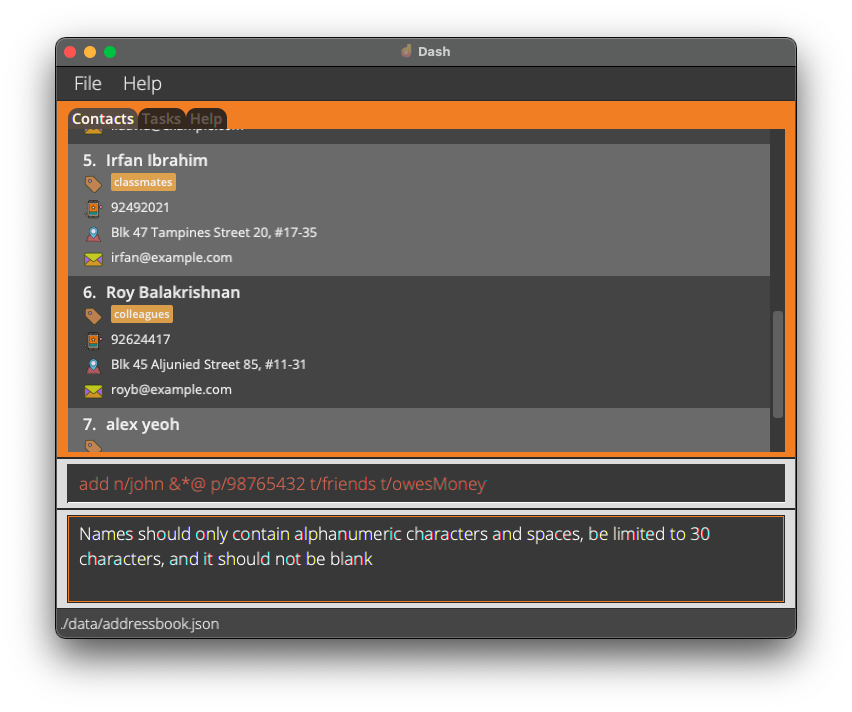 Dash
File Help
Contacts Tasks Help
5. Irfan Ibrahim
classmates
92492021
Blk 47 Tampines Street 20, #17-35
irfan@example.com
6. Roy Balakrishnan
colleagues
92624417
Blk 45 Aljunied Street 85, #11-31
royb@example.com
7. alex yeoh
add n/john &*@ p/98765432 t/friends t/owesMoney
Names should only contain alphanumeric characters and spaces, be limited to 30
characters, and it should not be blank
./data/addressbook.json